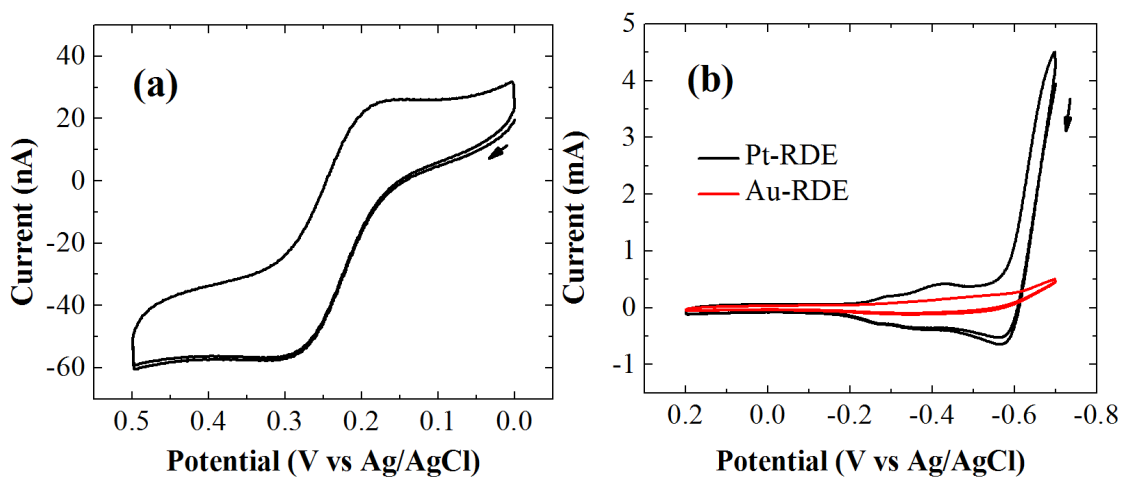 (a)
40
20
0
-20
-40
-60
Current (nA)
0.5 0.4 0.3 0.2 0.1 0.0
Potential (V vs Ag/AgCl)
(b)
5
4
3
2
1
0
-1
Current (mA)
Pt-RDE
Au-RDE
0.2 0.0 -0.2 -0.4 -0.6 -0.8
Potential (V vs Ag/AgCl)